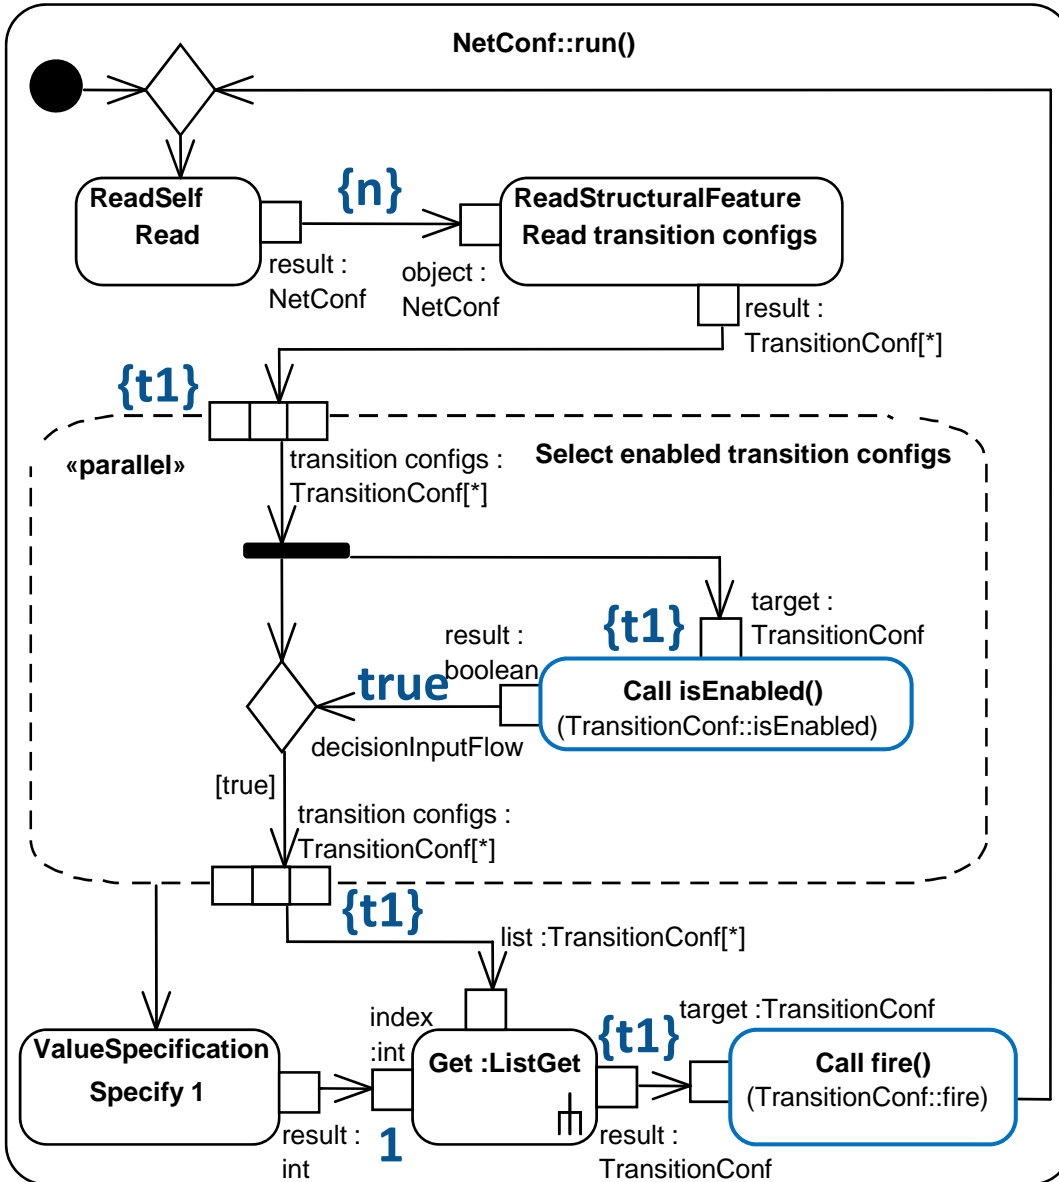 NetConf::run()
ReadSelf
Read
{n}
ReadStructuralFeature
Read transition configs
result :
NetConf
object :
NetConf
result :
TransitionConf[*]
{t1}
«parallel»
Select enabled transition configs
transition configs :
TransitionConf[*]
target :
TransitionConf
{t1}
result :
boolean
true
Call isEnabled()
(TransitionConf::isEnabled)
decisionInputFlow
[true]
transition configs :
TransitionConf[*]
{t1}
list :TransitionConf[*]
ValueSpecification
Specify 1
result :
int
index
:int
1
Get :ListGet
{t1}
result :
TransitionConf
target :TransitionConf
Call fire()
(TransitionConf::fire)